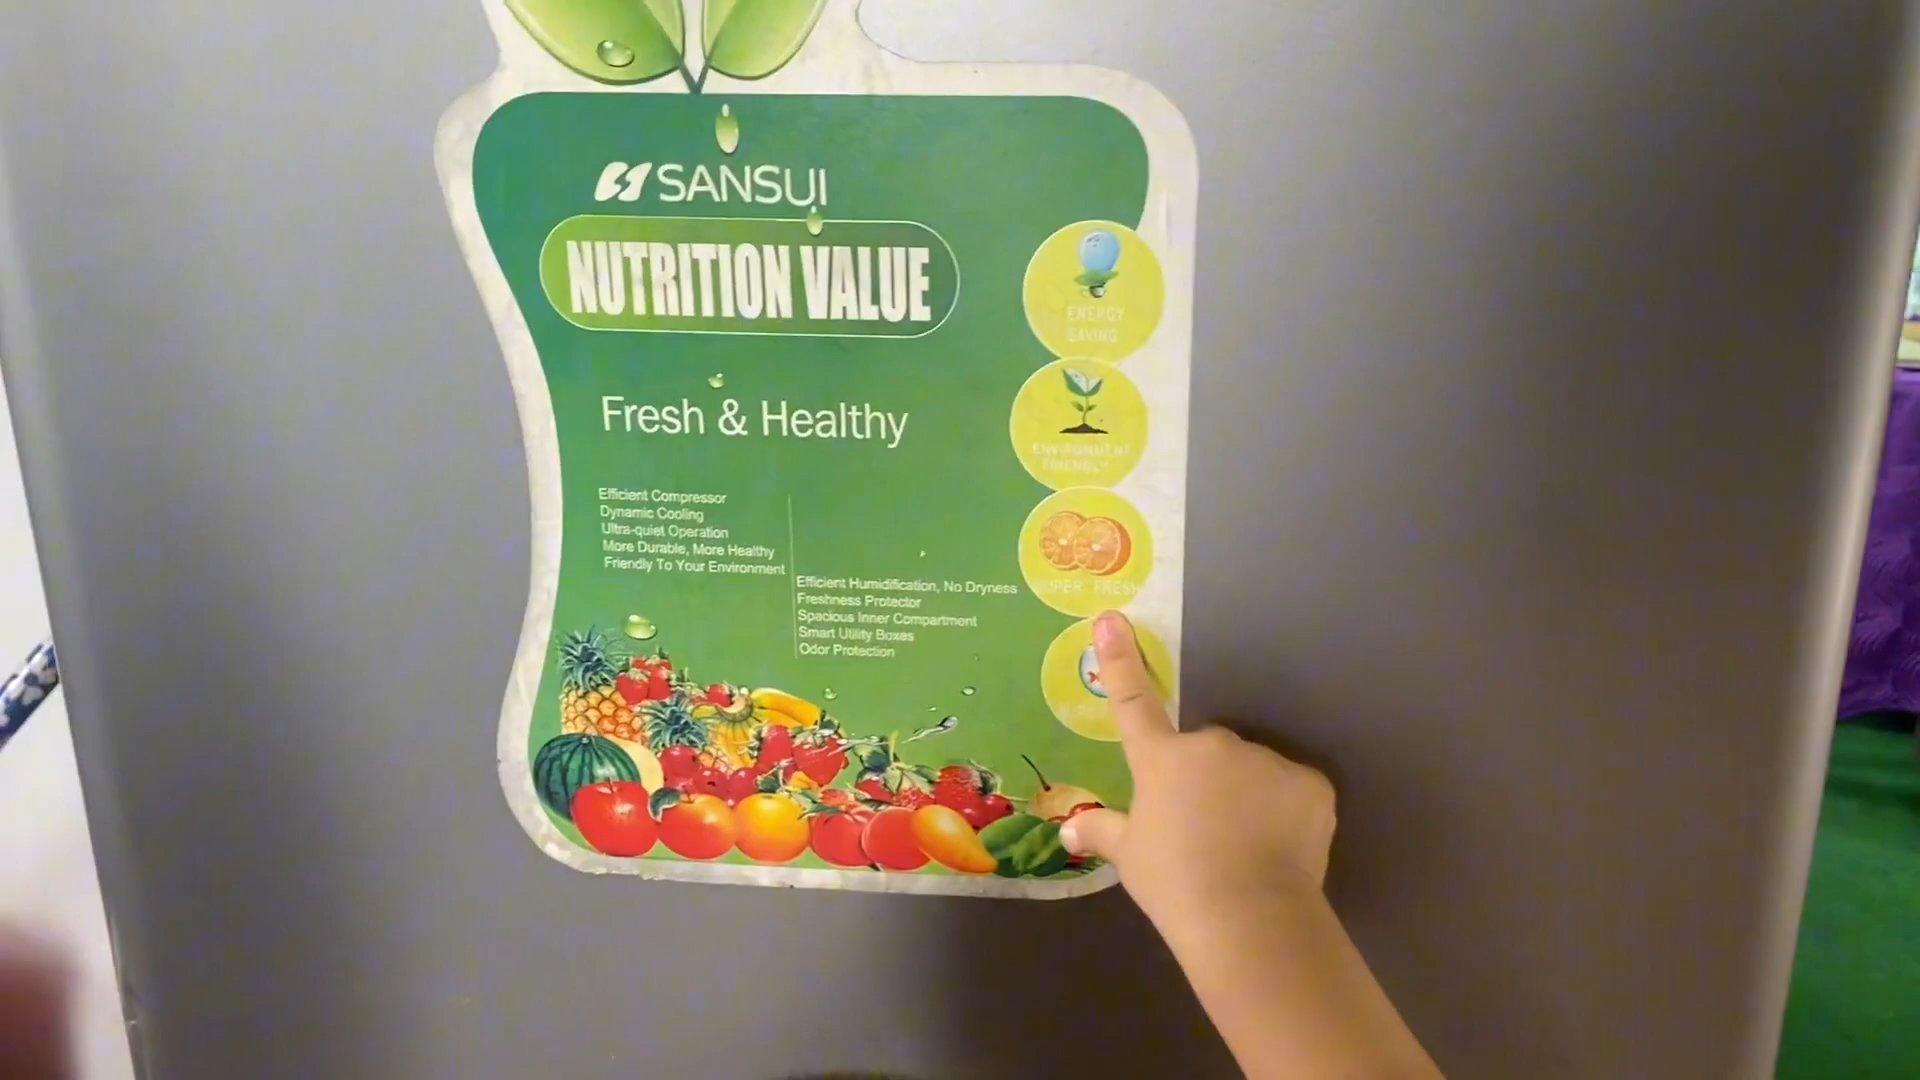 SANSUI
NUTRITION VALUE
Fresh & Healthy
Efficient Compressor
Dynamic Cooling
Ultra-quiet Operation
More Durable, More Healthy
Friendly To Your Environment
Efficient Humidification, No Dryness
Freshness Protector
Spacious Inner Compartment
Smart Utility Boxes
Odor Protection
ENERGY
SAVING
ENVIRONMENT
FRIENDLY
FRESH